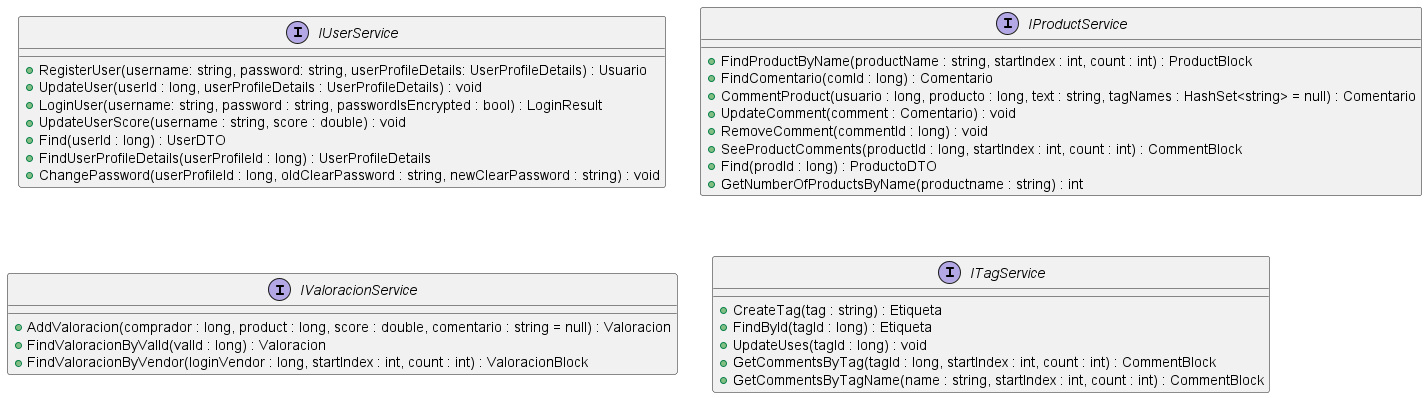 I IUserService
RegisterUser(username: string, password: string, userProfileDetails: UserProfileDetails) : Usuario
UpdateUser(userId : long, userProfileDetails : UserProfileDetails) : void
LoginUser(username: string, password : string, passwordIsEncrypted : bool) : LoginResult
UpdateUserScore(username : string, score : double) : void
Find(userId : long) : UserDTO
FindUserProfileDetails(userProfileId : long) : UserProfileDetails
ChangePassword(userProfileId : long, oldClearPassword : string, newClearPassword : string) : void
I IProductService
FindProductByName(productName : string, startIndex : int, count : int) : ProductBlock
FindComentario(comId : long) : Comentario
CommentProduct(usuario : long, producto : long, text : string, tagNames : HashSet<string> = null) : Comentario
UpdateComment(comment : Comentario) : void
RemoveComment(commentId : long) : void
SeeProductComments(productId : long, startIndex : int, count : int) : CommentBlock
Find(prodId : long) : ProductoDTO
GetNumberOfProductsByName(productname : string) : int
I IValoracionService
AddValoracion(comprador : long, product : long, score : double, comentario : string = null) : Valoracion
FindValoracionByValId(valId : long) : Valoracion
FindValoracionByVendor(loginVendor : long, startIndex : int, count : int) : ValoracionBlock
I ITagService
CreateTag(tag : string) : Etiqueta
FindById(tagId : long) : Etiqueta
UpdateUses(tagId : long) : void
GetCommentsByTag(tagId : long, startIndex : int, count : int) : CommentBlock
GetCommentsByTagName(name : string, startIndex : int, count : int) : CommentBlock